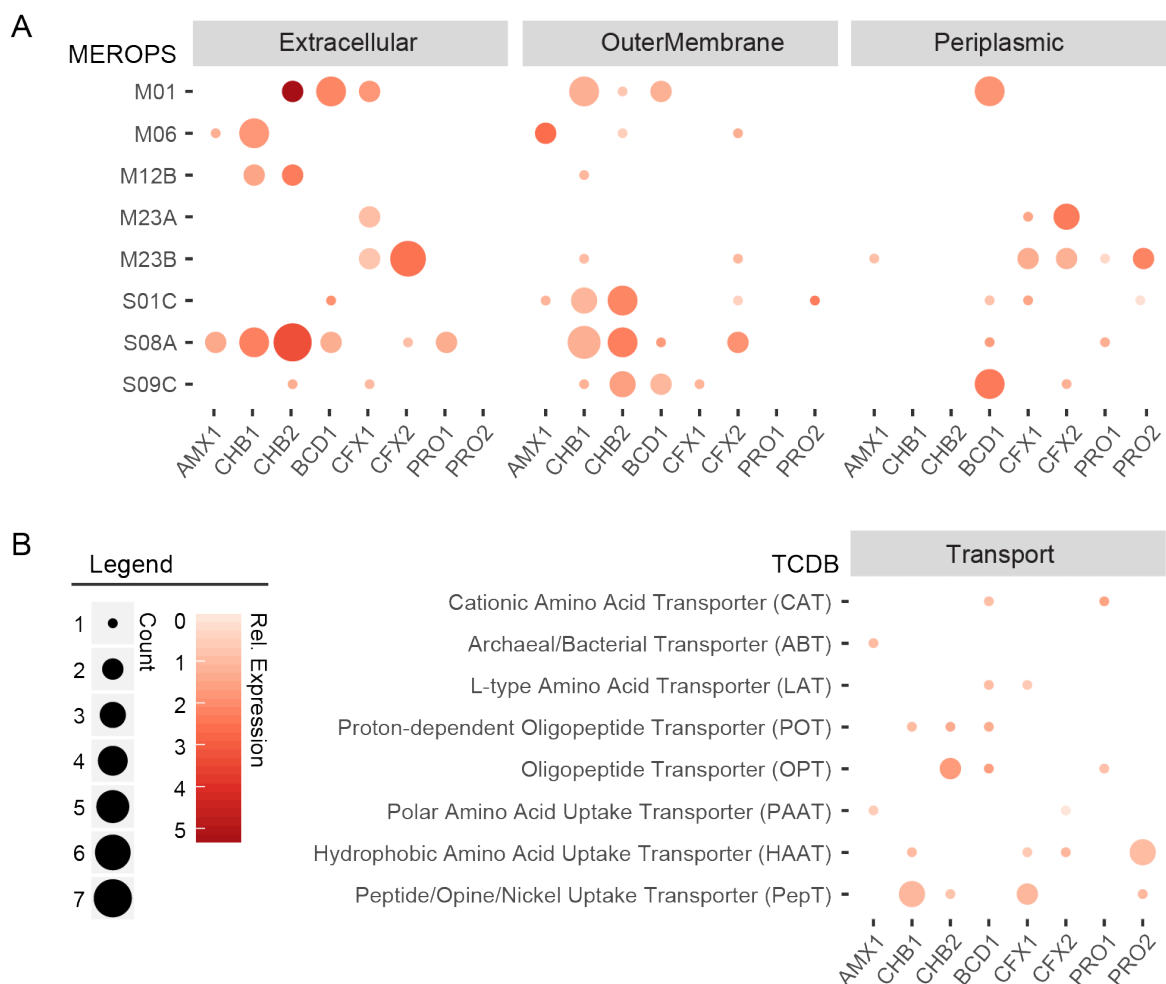 A
MEROPS
Extracellular
OuterMembrane
Periplasmic
M01
M06
M12B
M23A
M23B
S01C
S08A
S09C
AMX1
CHB1
CHB2
BCD1
CFX1
CFX2
PRO1
PRO2
AMX1
CHB1
CHB2
BCD1
CFX1
CFX2
PRO1
PRO2
AMX1
CHB1
CHB2
BCD1
CFX1
CFX2
PRO1
PRO2
B
Legend
1
2
3
4
5
6
7
Count
0
1
2
3
4
5
Rel. Expression
TCDB
Transport
Cationic Amino Acid Transporter (CAT)
Archaeal/Bacterial Transporter (ABT)
L-type Amino Acid Transporter (LAT)
Proton-dependent Oligopeptide Transporter (POT)
Oligopeptide Transporter (OPT)
Polar Amino Acid Uptake Transporter (PAAT)
Hydrophobic Amino Acid Uptake Transporter (HAAT)
Peptide/Opine/Nickel Uptake Transporter (PepT)
AMX1
CHB1
CHB2
BCD1
CFX1
CFX2
PRO1
PRO2